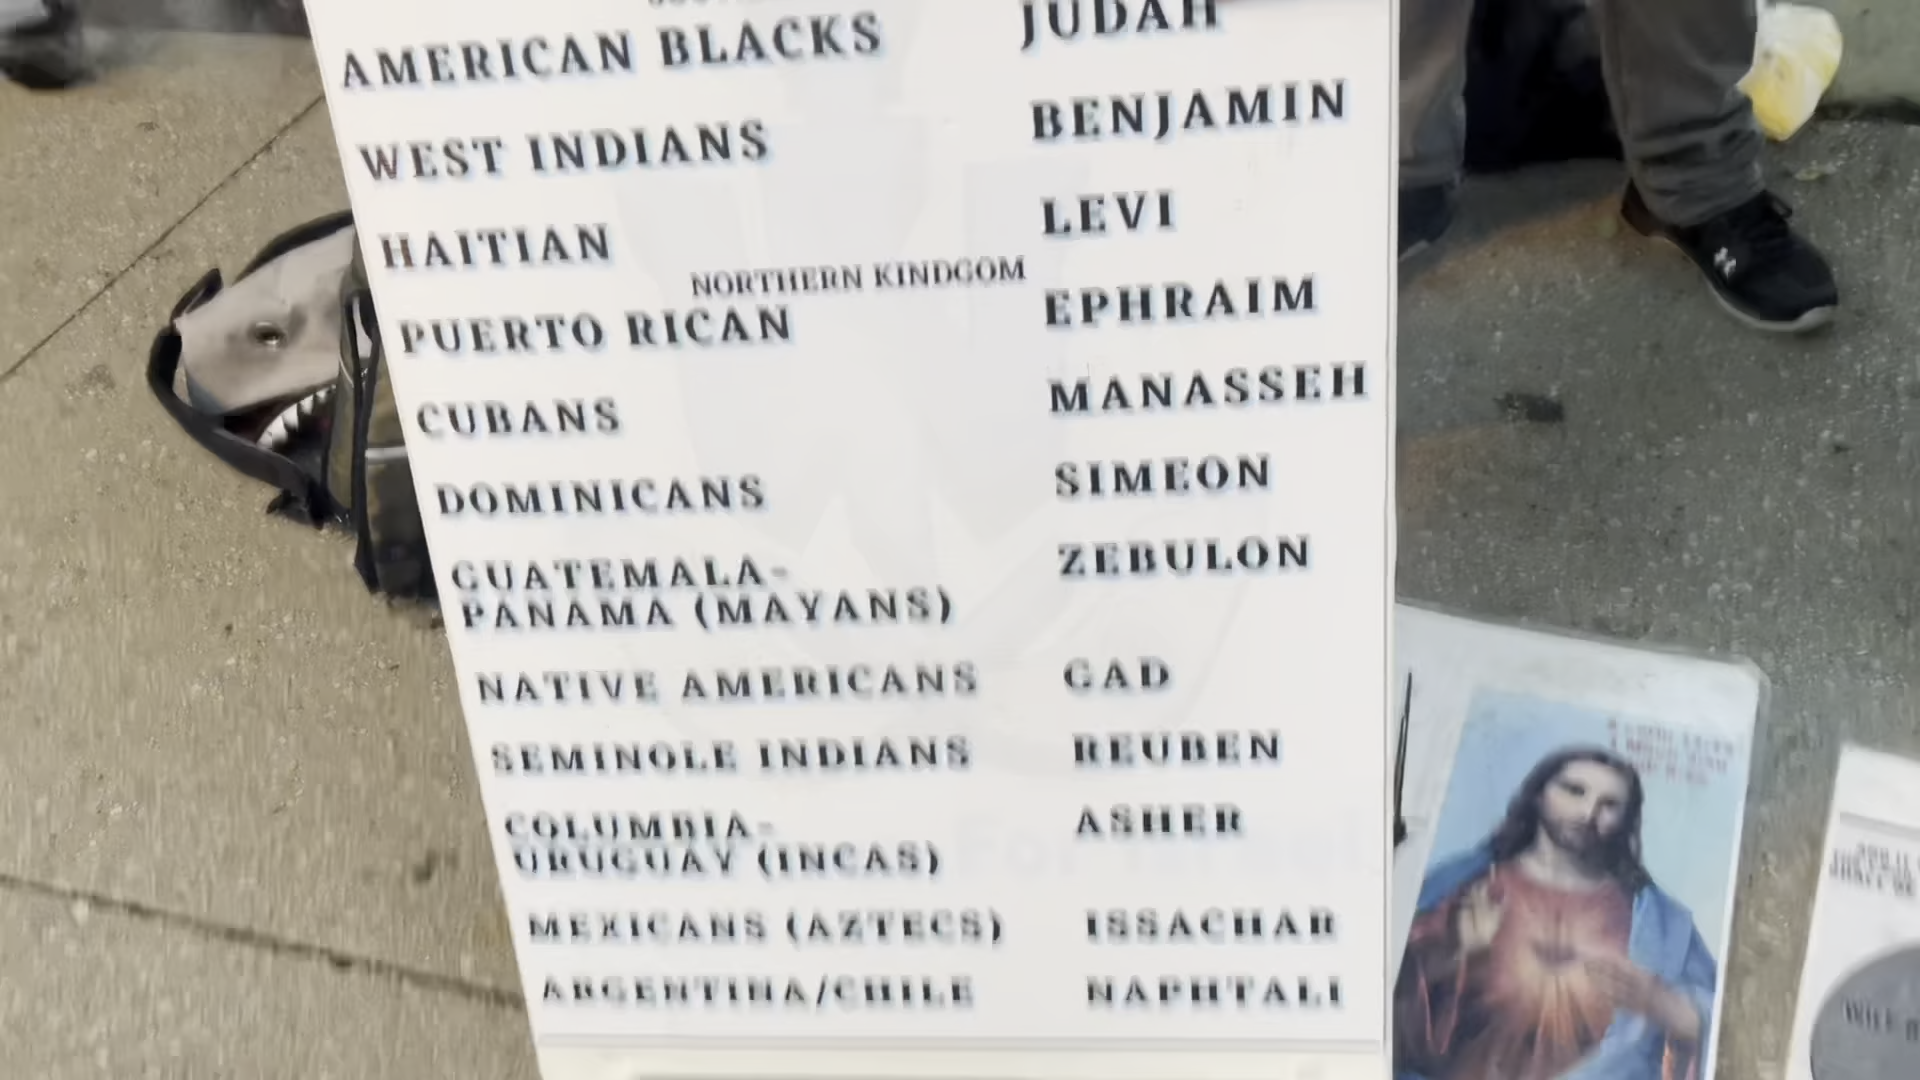 AMERICAN BLACKS JUDAH
WEST INDIANS BENJAMIN
HAITIAN LEVI
NORTHERN KINDGOM
PUERTO RICAN EPHRAIM
CUBANS MANASSEH
DOMINICANS SIMEON
GUATEMALA- ZEBULON
PANAMA (MAYANS)
NATIVE AMERICANS GAD
SEMINOLE INDIANS REUBEN
COLUMBIA- ASHER
URUGUAY (INCAS)
MEXICANS (AZTECS) ISSACHAR
ARGENTINA/CHILE NAPHTALI